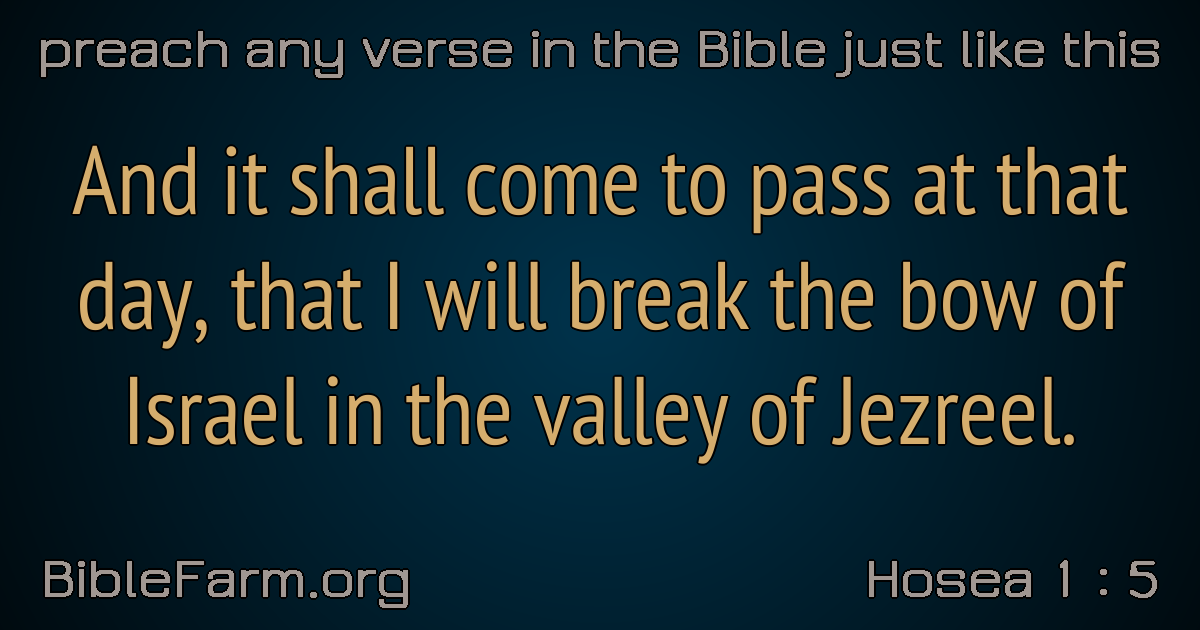 preach any verse in the Bible just like this
And it shall come to pass at that
day, that I will break the bow of
Israel in the valley of Jezreel.
BibleFarm.org
Hosea 1 : 5